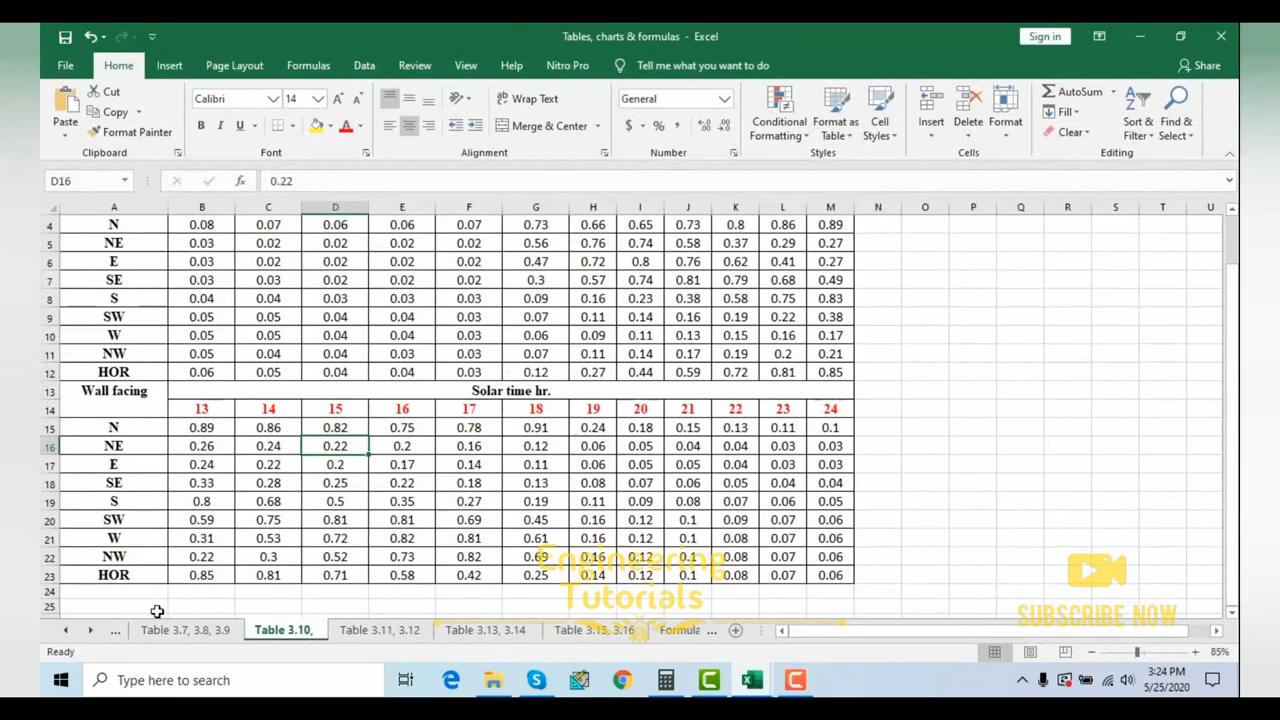 Tables, charts & formulas - Excel
Sign in
File Home Insert Page Layout Formulas Data Review View Help Nitro Pro Tell me what you want to do Share
Paste
Cut
Copy
Format Painter
Clipboard
Calibri 14
B I U
Font
Wrap Text
Merge & Center
Alignment
General
$ % ,
Number
Conditional Formatting
Format as Table
Cell Styles
Styles
Insert Delete Format
Cells
AutoSum
Fill
Clear
Sort & Filter
Find & Select
Editing
D16 fx 0.22
A B C D E F G H I J K L M N O P Q R S T U
4 N 0.08 0.07 0.06 0.06 0.07 0.73 0.66 0.65 0.73 0.8 0.86 0.89
5 NE 0.03 0.02 0.02 0.02 0.02 0.56 0.76 0.74 0.58 0.37 0.29 0.27
6 E 0.03 0.02 0.02 0.02 0.02 0.47 0.72 0.8 0.76 0.62 0.41 0.27
7 SE 0.03 0.03 0.02 0.02 0.02 0.3 0.57 0.74 0.81 0.79 0.68 0.49
8 S 0.04 0.04 0.03 0.03 0.03 0.09 0.16 0.23 0.38 0.58 0.75 0.83
9 SW 0.05 0.05 0.04 0.04 0.03 0.07 0.11 0.14 0.16 0.19 0.22 0.38
10 W 0.05 0.05 0.04 0.04 0.03 0.06 0.09 0.11 0.13 0.15 0.16 0.17
11 NW 0.05 0.04 0.04 0.03 0.03 0.07 0.11 0.14 0.17 0.19 0.2 0.21
12 HOR 0.06 0.05 0.04 0.04 0.03 0.12 0.27 0.44 0.59 0.72 0.81 0.85
13 Wall facing Solar time hr.
14 13 14 15 16 17 18 19 20 21 22 23 24
15 N 0.89 0.86 0.82 0.75 0.78 0.91 0.24 0.18 0.15 0.13 0.11 0.1
16 NE 0.26 0.24 0.22 0.2 0.16 0.12 0.06 0.05 0.04 0.04 0.03 0.03
17 E 0.24 0.22 0.2 0.17 0.14 0.11 0.06 0.05 0.05 0.04 0.03 0.03
18 SE 0.33 0.28 0.25 0.22 0.18 0.13 0.08 0.07 0.06 0.05 0.04 0.04
19 S 0.8 0.68 0.5 0.35 0.27 0.19 0.11 0.09 0.08 0.07 0.06 0.05
20 SW 0.59 0.75 0.81 0.81 0.69 0.45 0.16 0.12 0.1 0.09 0.07 0.06
21 W 0.31 0.53 0.72 0.82 0.81 0.61 0.16 0.12 0.1 0.08 0.07 0.06
22 NW 0.22 0.3 0.52 0.73 0.82 0.69 0.16 0.12 0.1 0.08 0.07 0.06
23 HOR 0.85 0.81 0.71 0.58 0.42 0.25 0.14 0.12 0.1 0.08 0.07 0.06
24
25
Engineering
Tutorials
SUBSCRIBE NOW
... Table 3.7, 3.8, 3.9 Table 3.10, Table 3.11, 3.12 Table 3.13, 3.14 Table 3.15, 3.16 Formula ...
Ready 85%
Type here to search
3:24 PM
5/25/2020